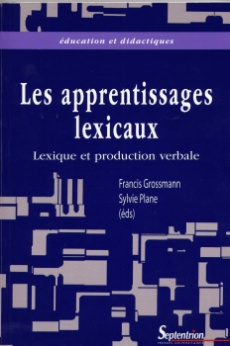 éducation et didactiques
Les apprentissages
lexicaux
Lexique et production verbale
Francis Grossmann
Sylvie Plane
(éds)
Septentrion